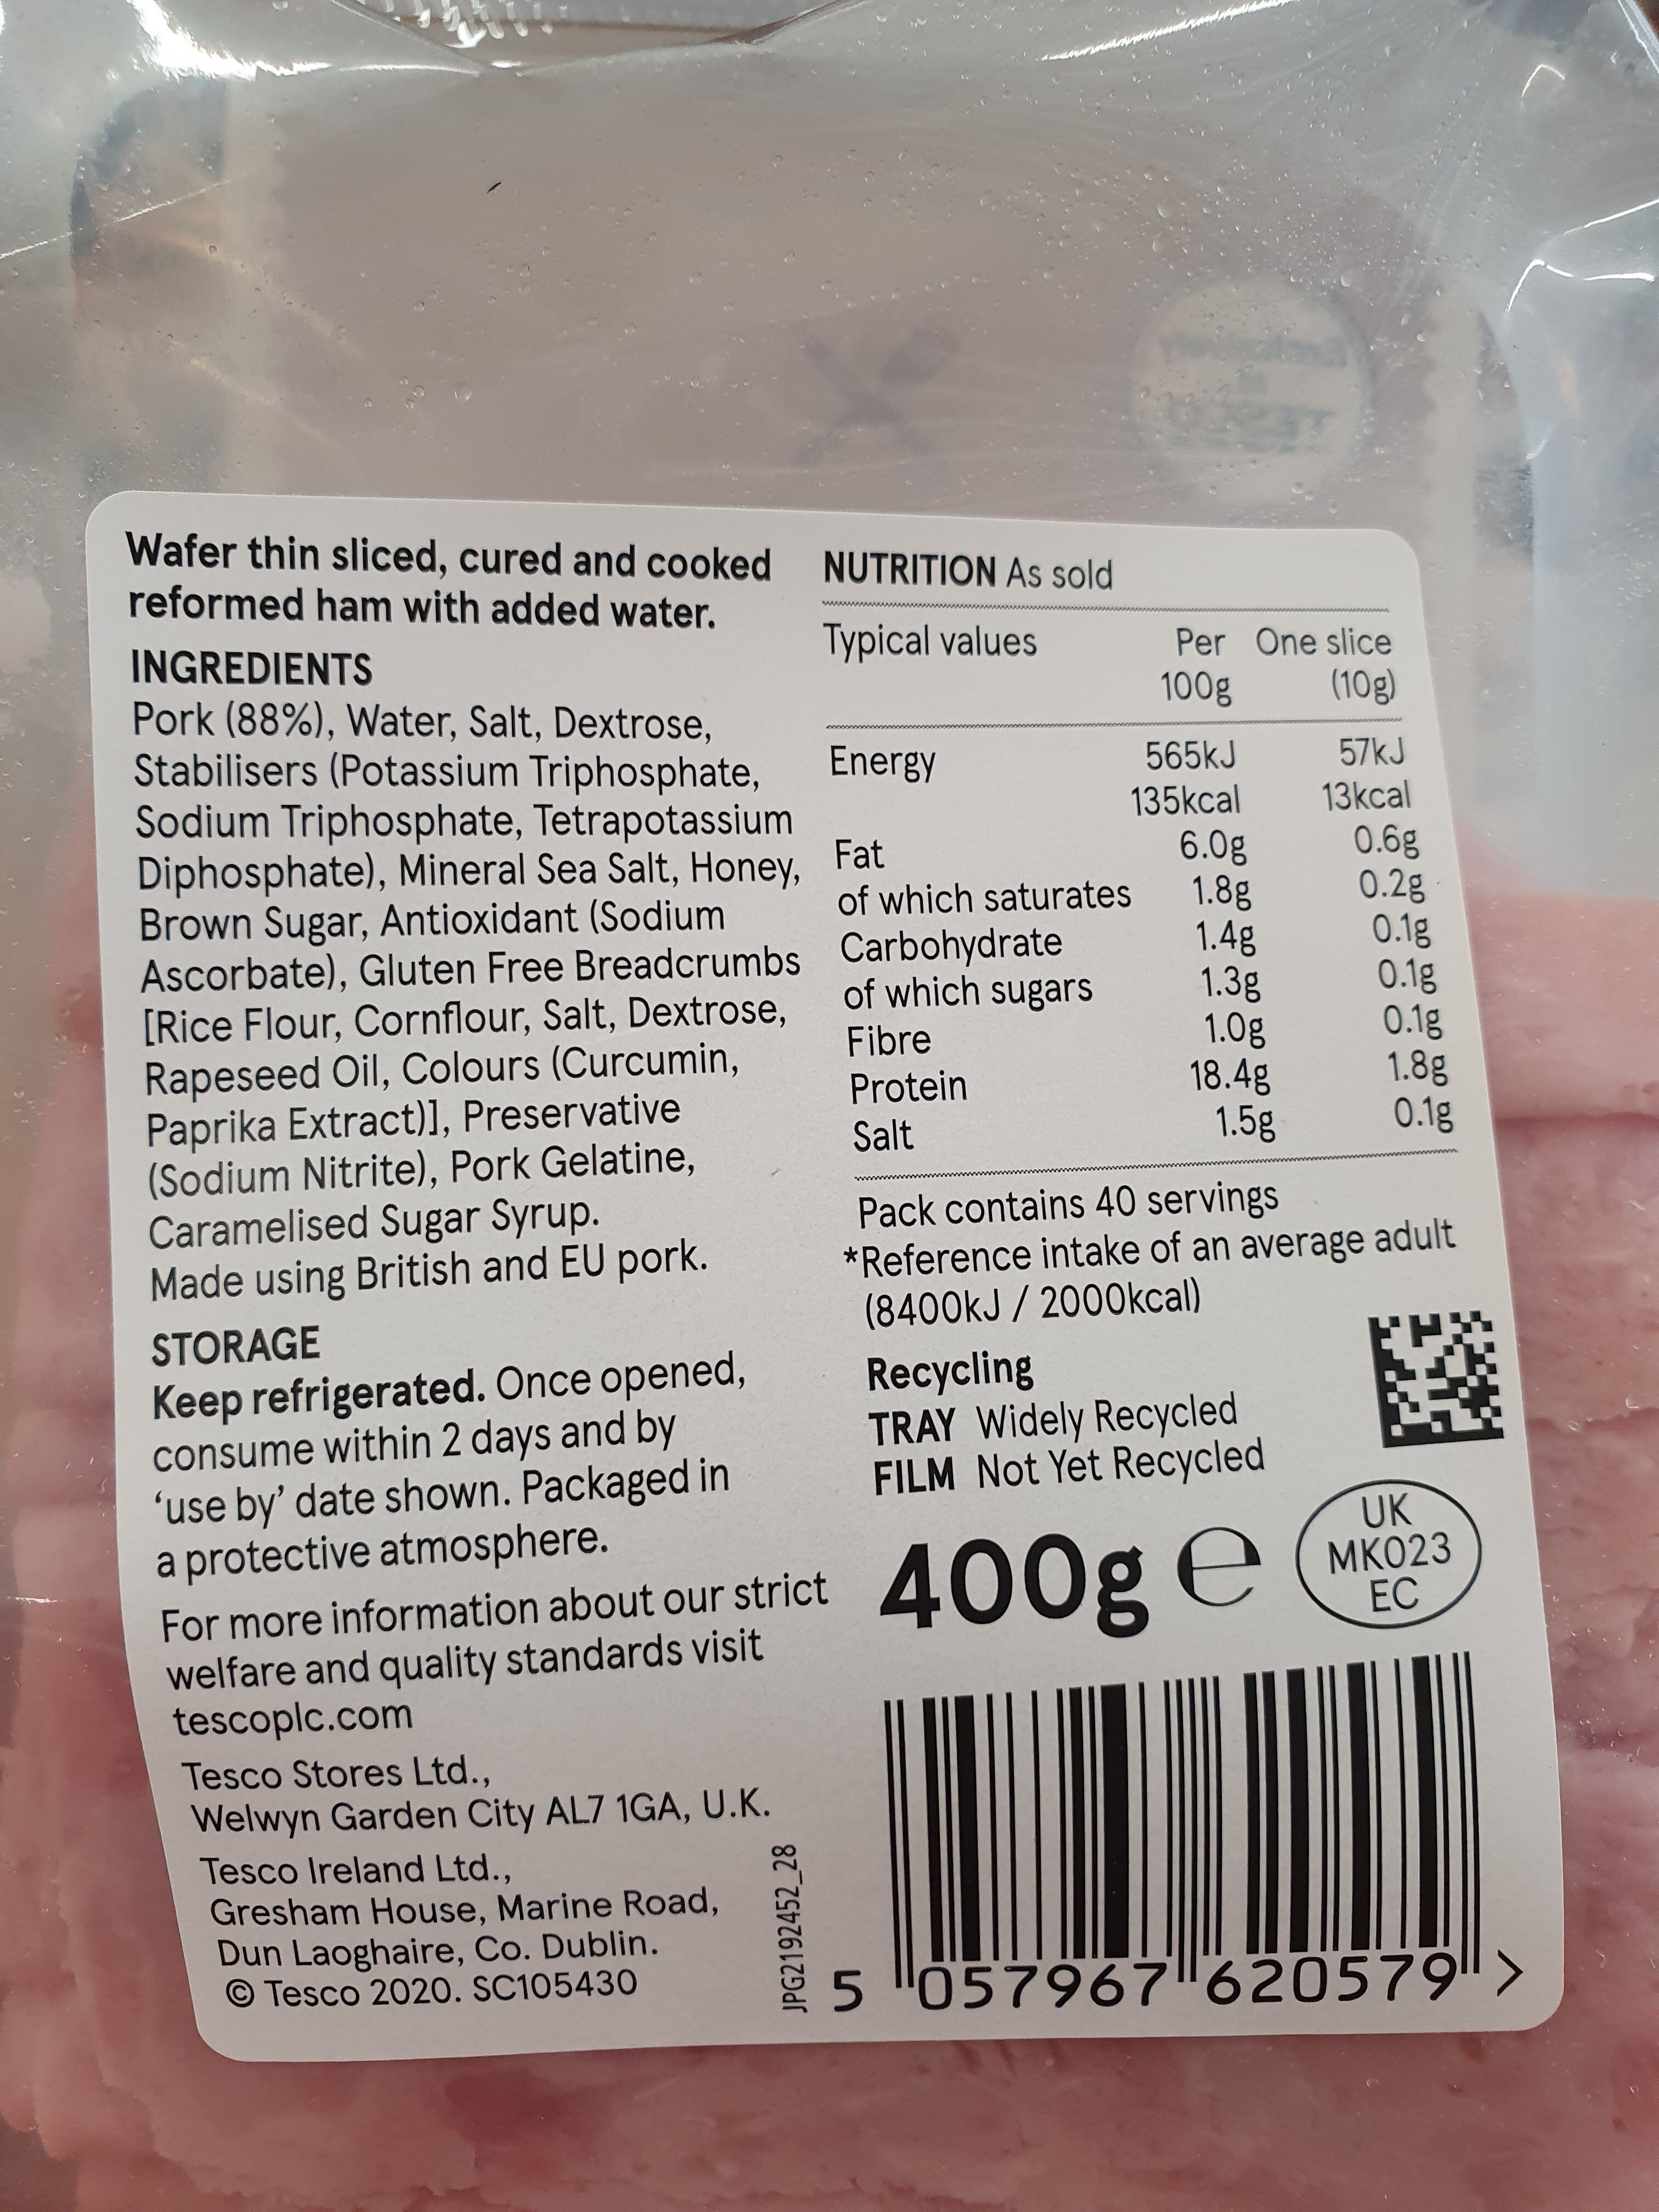 Wafer thin sliced, cured and cooked
reformed ham with added water.
INGREDIENTS
Pork (88%), Water, Salt, Dextrose,
Stabilisers (Potassium Triphosphate,
Sodium Triphosphate, Tetrapotassium
Diphosphate), Mineral Sea Salt, Honey,
Brown Sugar, Antioxidant (Sodium
Ascorbate), Gluten Free Breadcrumbs
[Rice Flour, Cornflour, Salt, Dextrose,
Rapeseed Oil, Colours (Curcumin,
Paprika Extract)], Preservative
(Sodium Nitrite), Pork Gelatine,
Caramelised Sugar Syrup.
Made using British and EU pork.
STORAGE
Keep refrigerated. Once opened,
consume within 2 days and by
‘use by’ date shown. Packaged in
a protective atmosphere.
For more information about our strict
welfare and quality standards visit
tescoplc.com
Tesco Stores Ltd.,
Welwyn Garden City AL7 1GA, U.K.
Tesco Ireland Ltd.,
Gresham House, Marine Road,
Dun Laoghaire, Co. Dublin.
© Tesco 2020. SC105430
JPG2192452_28
NUTRITION As sold
Typical values Per One slice
100g (10g)
Energy 565kJ 57kJ
135kcal 13kcal
Fat 6.0g 0.6g
of which saturates 1.8g 0.2g
Carbohydrate 1.4g 0.1g
of which sugars 1.3g 0.1g
Fibre 1.0g 0.1g
Protein 18.4g 1.8g
Salt 1.5g 0.1g
Pack contains 40 servings
*Reference intake of an average adult
(8400kJ / 2000kcal)
Recycling
TRAY Widely Recycled
FILM Not Yet Recycled
400g e
UK
MK023
EC
5 057967 620579 >